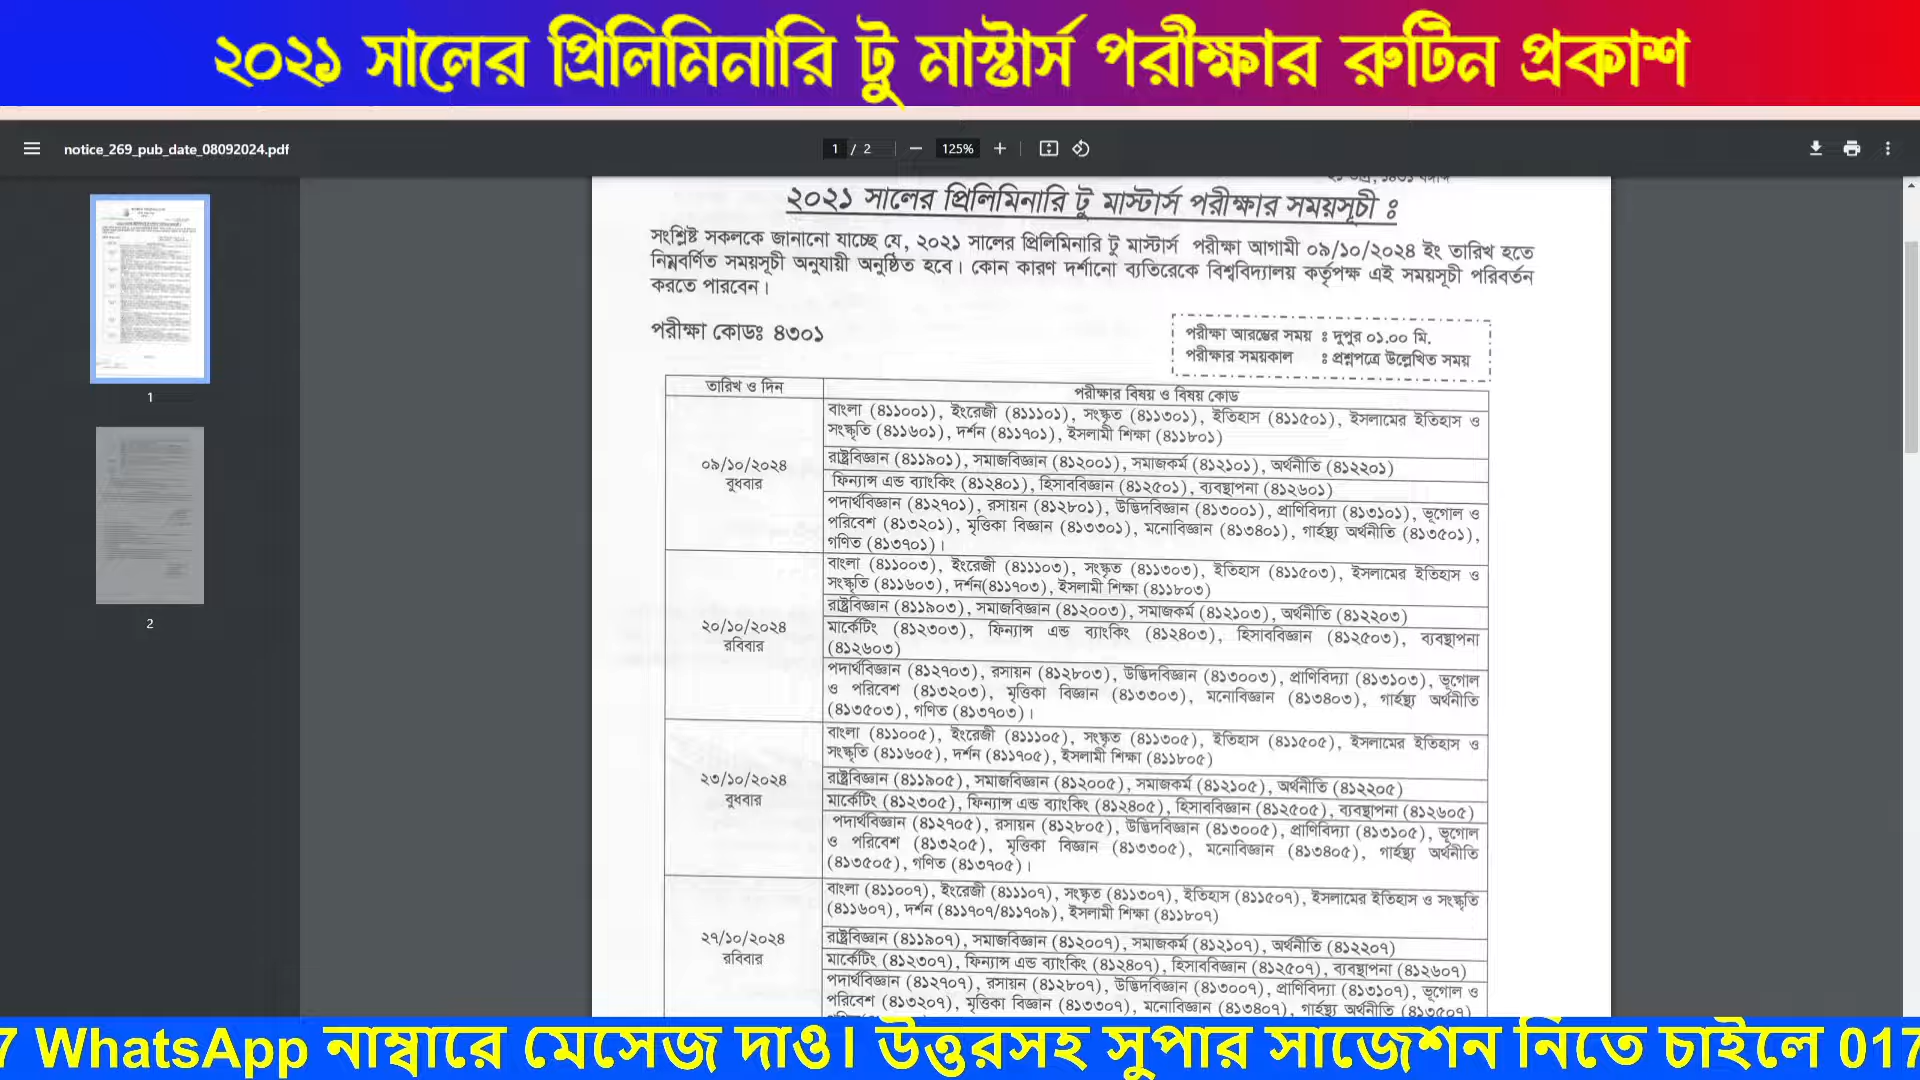 ২০২১ সালের প্রিলিমিনারি টু মাস্টার্স পরীক্ষার রুটিন প্রকাশ
notice_269_pub_date_08092024.pdf
1 / 2
125%
২০২১ সালের প্রিলিমিনারি টু মাস্টার্স পরীক্ষার সময়সূচী ঃ
সংশ্লিষ্ট সকলকে জানানো যাচ্ছে যে, ২০২১ সালের প্রিলিমিনারি টু মাস্টার্স পরীক্ষা আগামী ০৯/১০/২০২৪ ইং তারিখ হতে
নিম্নবর্ণিত সময়সূচী অনুযায়ী অনুষ্ঠিত হবে। কোন কারণ দর্শানো ব্যতিরেকে বিশ্ববিদ্যালয় কর্তৃপক্ষ এই সময়সূচী পরিবর্তন
করতে পারবেন।
পরীক্ষা কোডঃ ৪৩০১
পরীক্ষা আরম্ভের সময় ঃ দুপুর ০১.০০ মি.
পরীক্ষার সময়কাল ঃ প্রশ্নপত্রে উল্লেখিত সময়
তারিখ ও দিন
পরীক্ষার বিষয় ও বিষয় কোড
০৯/১০/২০২৪
বুধবার
বাংলা (৪১১০০১), ইংরেজী (৪১১১০১), সংস্কৃত (৪১১৩০১), ইতিহাস (৪১১৫০১), ইসলামের ইতিহাস ও
সংস্কৃতি (৪১১৬০১), দর্শন (৪১১৭০১), ইসলামী শিক্ষা (৪১১৮০১)
রাষ্ট্রবিজ্ঞান (৪১১৯০১), সমাজবিজ্ঞান (৪১২০০১), সমাজকর্ম (৪১২১০১), অর্থনীতি (৪১২২০১)
ফিন্যান্স এন্ড ব্যাংকিং (৪১২৪০১), হিসাববিজ্ঞান (৪১২৫০১), ব্যবস্থাপনা (৪১২৬০১)
পদার্থবিজ্ঞান (৪১২৭০১), রসায়ন (৪১২৮০১), উদ্ভিদবিজ্ঞান (৪১৩০০১), প্রাণিবিদ্যা (৪১৩১০১), ভূগোল ও
পরিবেশ (৪১৩২০১), মৃত্তিকা বিজ্ঞান (৪১৩৩০১), মনোবিজ্ঞান (৪১৩৪০১), গার্হস্থ্য অর্থনীতি (৪১৩৫০১),
গণিত (৪১৩৭০১)।
২০/১০/২০২৪
রবিবার
বাংলা (৪১১০০৩), ইংরেজী (৪১১১০৩), সংস্কৃত (৪১১৩০৩), ইতিহাস (৪১১৫০৩), ইসলামের ইতিহাস ও
সংস্কৃতি (৪১১৬০৩), দর্শন(৪১১৭০৩), ইসলামী শিক্ষা (৪১১৮০৩)
রাষ্ট্রবিজ্ঞান (৪১১৯০৩), সমাজবিজ্ঞান (৪১২০০৩), সমাজকর্ম (৪১২১০৩), অর্থনীতি (৪১২২০৩)
মার্কেটিং (৪১২৩০৩), ফিন্যান্স এন্ড ব্যাংকিং (৪১২৪০৩), হিসাববিজ্ঞান (৪১২৫০৩), ব্যবস্থাপনা
(৪১২৬০৩)
পদার্থবিজ্ঞান (৪১২৭০৩), রসায়ন (৪১২৮০৩), উদ্ভিদবিজ্ঞান (৪১৩০০৩), প্রাণিবিদ্যা (৪১৩১০৩), ভূগোল
ও পরিবেশ (৪১৩২০৩), মৃত্তিকা বিজ্ঞান (৪১৩৩০৩), মনোবিজ্ঞান (৪১৩৪০৩), গার্হস্থ্য অর্থনীতি
(৪১৩৫০৩), গণিত (৪১৩৭০৩)।
২৩/১০/২০২৪
বুধবার
বাংলা (৪১১০০৫), ইংরেজী (৪১১১০৫), সংস্কৃত (৪১১৩০৫), ইতিহাস (৪১১৫০৫), ইসলামের ইতিহাস ও
সংস্কৃতি (৪১১৬০৫), দর্শন (৪১১৭০৫), ইসলামী শিক্ষা (৪১১৮০৫)
রাষ্ট্রবিজ্ঞান (৪১১৯০৫), সমাজবিজ্ঞান (৪১২০০৫), সমাজকর্ম (৪১২১০৫), অর্থনীতি (৪১২২০৫)
মার্কেটিং (৪১২৩০৫), ফিন্যান্স এন্ড ব্যাংকিং (৪১২৪০৫), হিসাববিজ্ঞান (৪১২৫০৫), ব্যবস্থাপনা (৪১২৬০৫)
পদার্থবিজ্ঞান (৪১২৭০৫), রসায়ন (৪১২৮০৫), উদ্ভিদবিজ্ঞান (৪১৩০০৫), প্রাণিবিদ্যা (৪১৩১০৫), ভূগোল
ও পরিবেশ (৪১৩২০৫), মৃত্তিকা বিজ্ঞান (৪১৩৩০৫), মনোবিজ্ঞান (৪১৩৪০৫), গার্হস্থ্য অর্থনীতি
(৪১৩৫০৫), গণিত (৪১৩৭০৫)।
২৭/১০/২০২৪
রবিবার
বাংলা (৪১১০০৭), ইংরেজী (৪১১১০৭), সংস্কৃত (৪১১৩০৭), ইতিহাস (৪১১৫০৭), ইসলামের ইতিহাস ও সংস্কৃতি
(৪১১৬০৭), দর্শন (৪১১৭০৭/৪১১৭০৯), ইসলামী শিক্ষা (৪১১৮০৭)
রাষ্ট্রবিজ্ঞান (৪১১৯০৭), সমাজবিজ্ঞান (৪১২০০৭), সমাজকর্ম (৪১২১০৭), অর্থনীতি (৪১২২০৭)
মার্কেটিং (৪১২৩০৭), ফিন্যান্স এন্ড ব্যাংকিং (৪১২৪০৭), হিসাববিজ্ঞান (৪১২৫০৭), ব্যবস্থাপনা (৪১২৬০৭)
পদার্থবিজ্ঞান (৪১২৭০৭), রসায়ন (৪১২৮০৭), উদ্ভিদবিজ্ঞান (৪১৩০০৭), প্রাণিবিদ্যা (৪১৩১০৭), ভূগোল ও
পরিবেশ (৪১৩২০৭), মৃত্তিকা বিজ্ঞান (৪১৩৩০৭), মনোবিজ্ঞান (৪১৩৪০৭), গার্হস্থ্য অর্থনীতি (৪১৩৫০৭)
1
2
7 WhatsApp নাম্বারে মেসেজ দাও। উত্তরসহ সুপার সাজেশন নিতে চাইলে 017